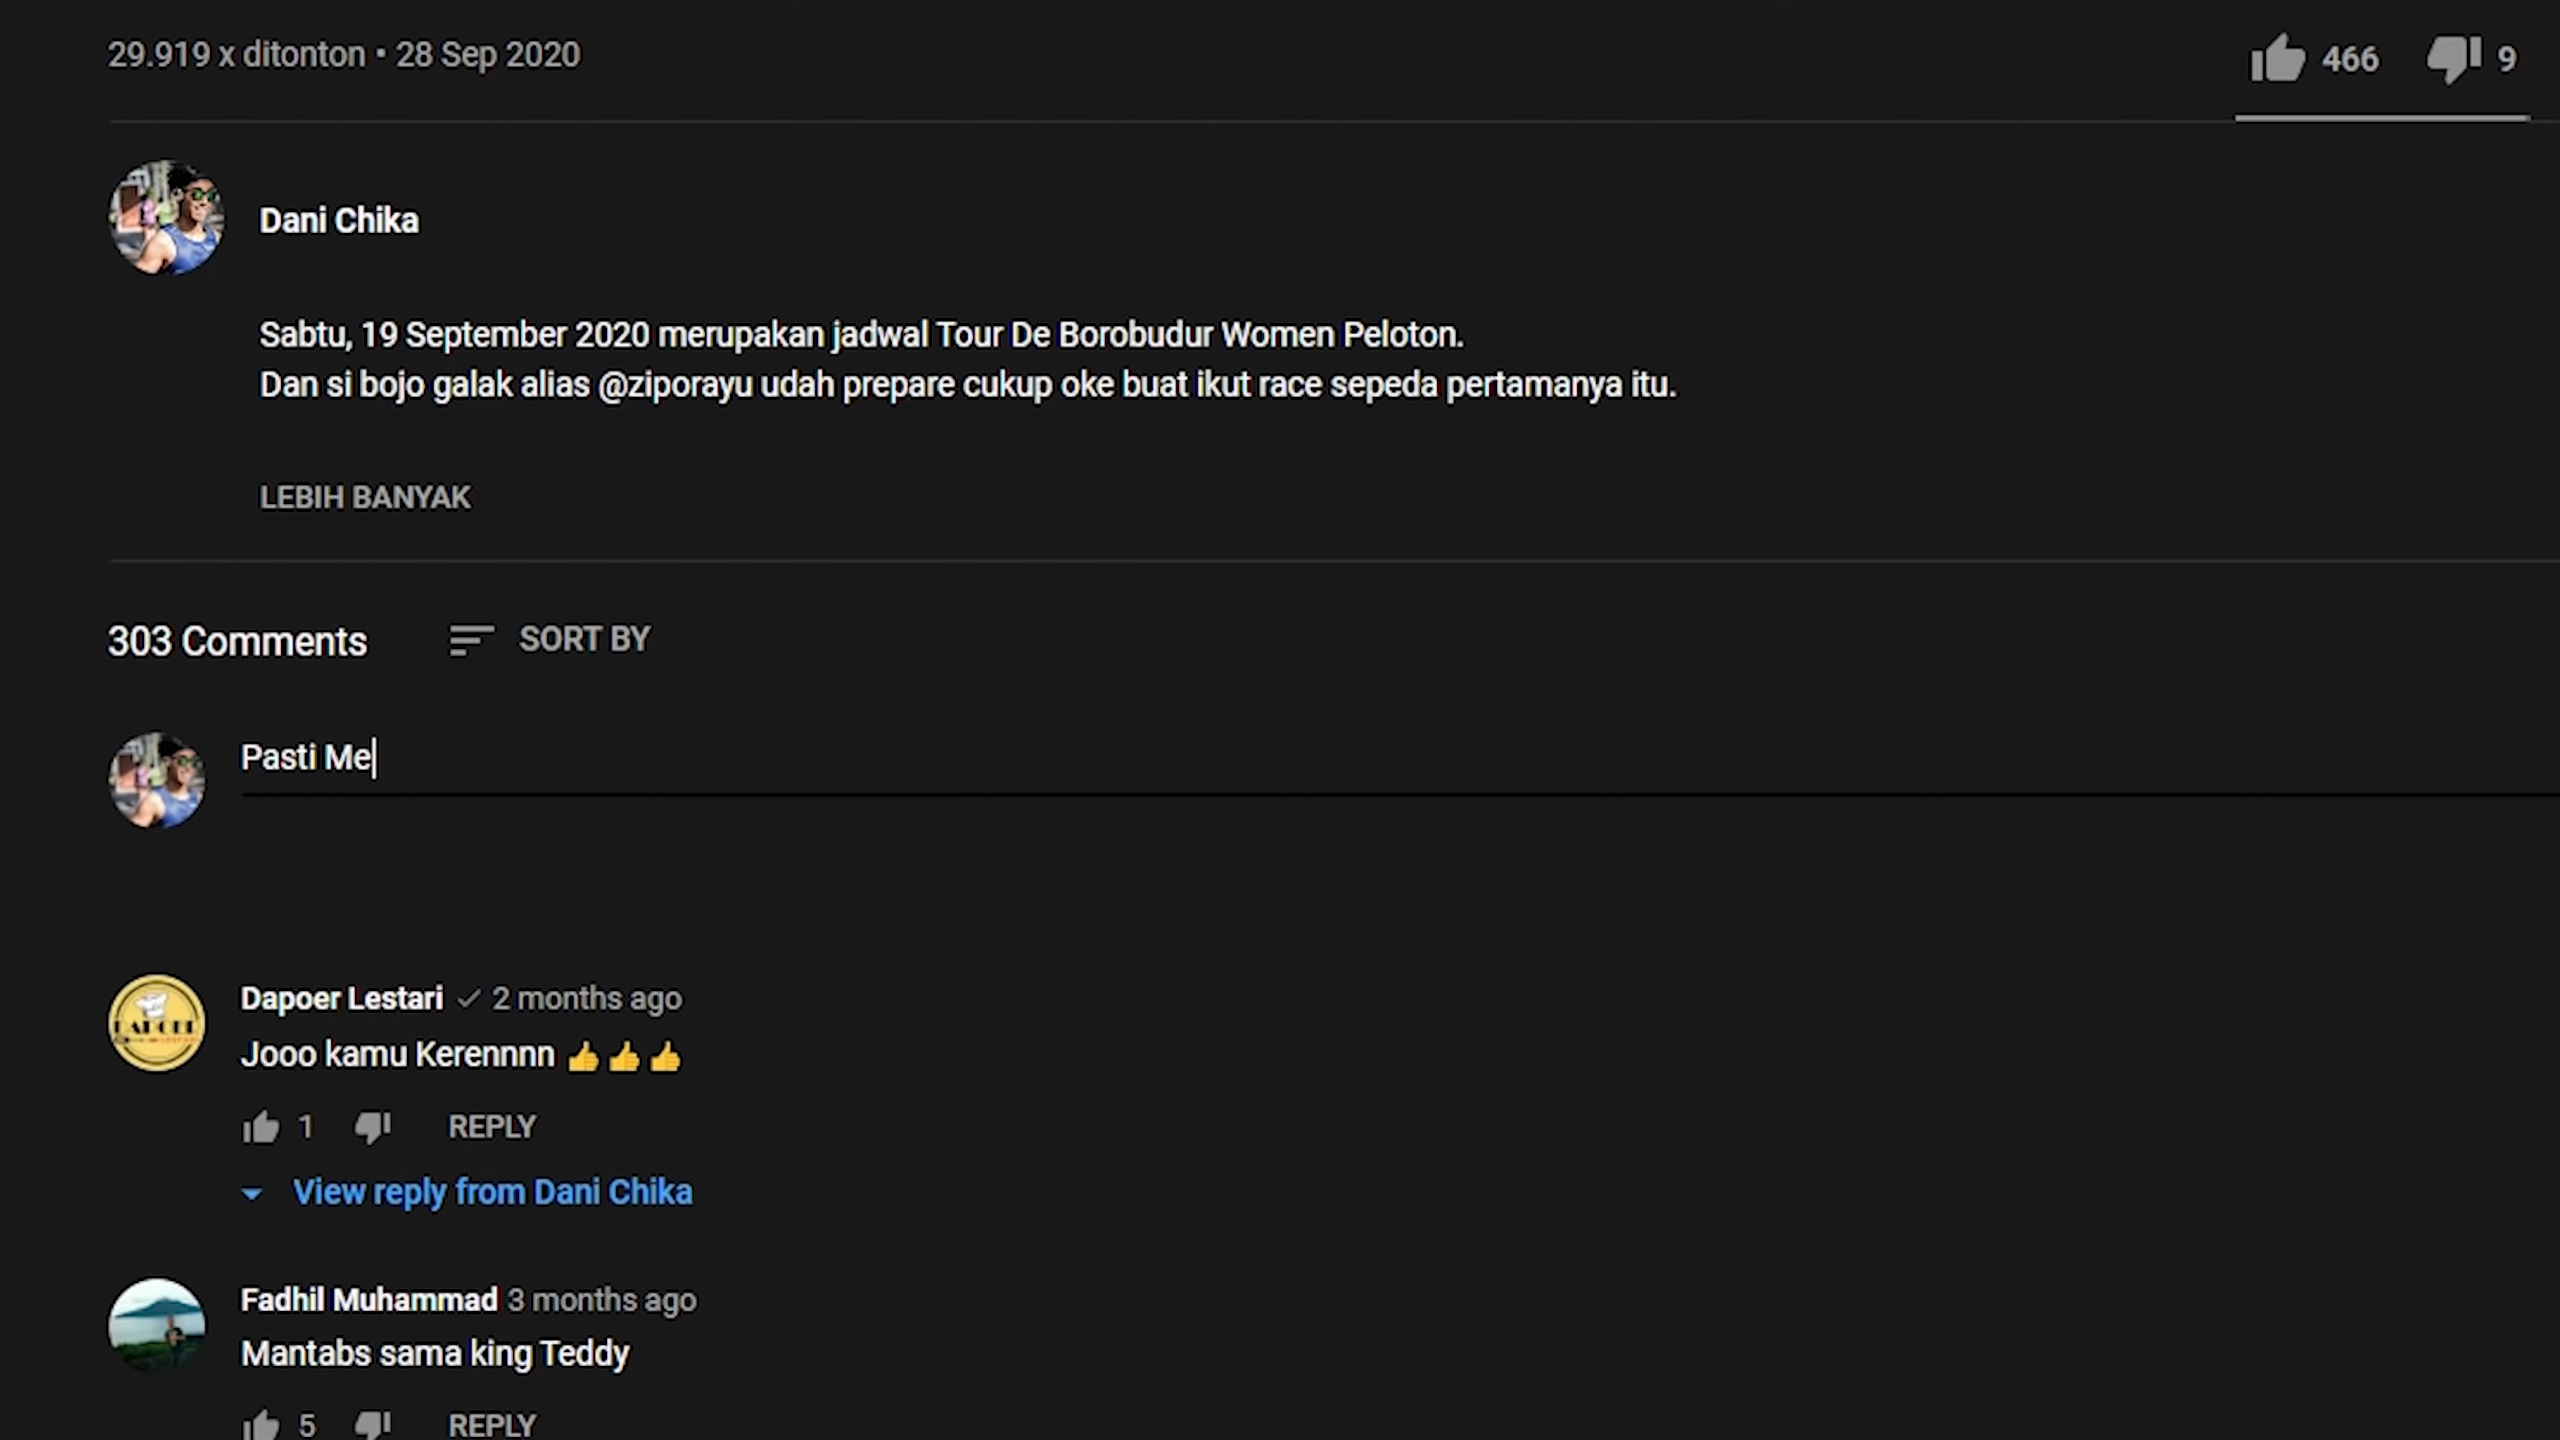 29.919 x ditonton • 28 Sep 2020
466 9
Dani Chika
Sabtu, 19 September 2020 merupakan jadwal Tour De Borobudur Women Peloton.
Dan si bojo galak alias @ziporayu udah prepare cukup oke buat ikut race sepeda pertamanya itu.
LEBIH BANYAK
303 Comments SORT BY
Pasti Me
Dapoer Lestari 2 months ago
Jooo kamu Kerennnn 👍👍👍
1 REPLY
View reply from Dani Chika
Fadhil Muhammad 3 months ago
Mantabs sama king Teddy
5 REPLY